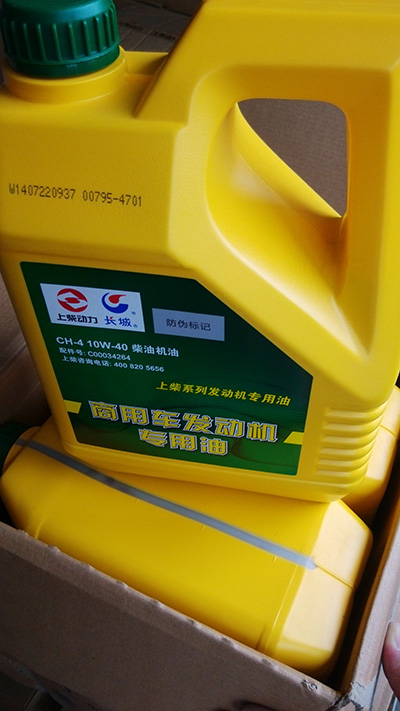 W1407220937 00795-4701
上柴动力 长城
防伪标记
CH-4 10W-40 柴油机油
配件号: C00034264
上柴咨询电话: 400 820 5656
上柴系列发动机专用油
商用车发动机
专用油